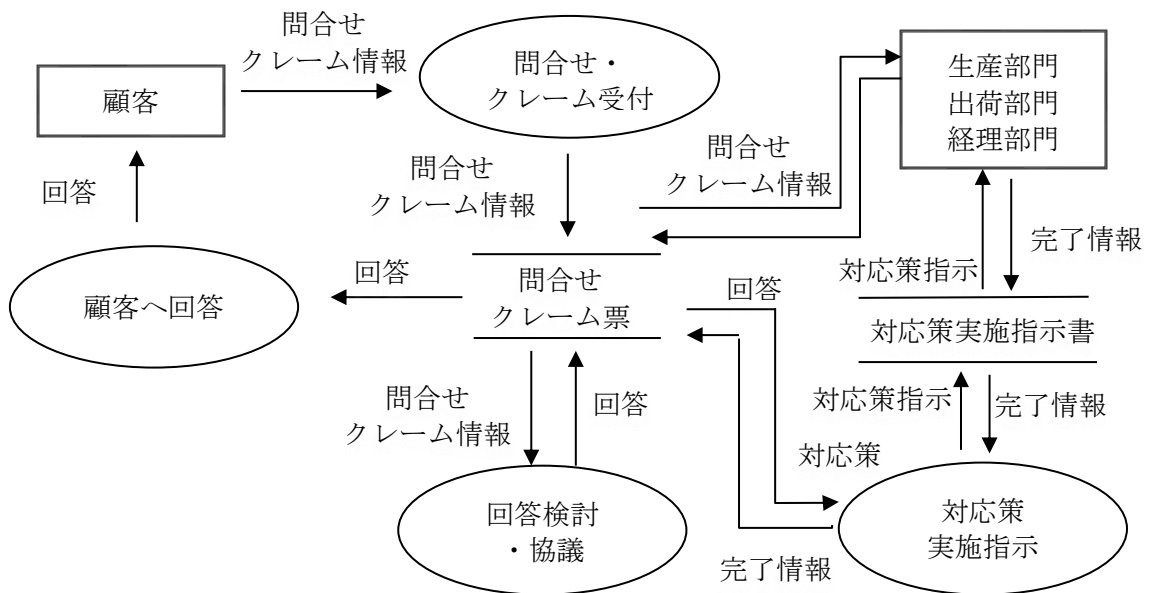 問合せ
クレーム情報
顧客
問合せ・
クレーム受付
生産部門
出荷部門
経理部門
回答
問合せ
クレーム情報
問合せ
クレーム情報
完了情報
対応策指示
顧客へ回答
回答
問合せ
クレーム票
回答
対応策実施指示書
問合せ
クレーム情報
回答
対応策指示
完了情報
対応策
回答検討
・協議
完了情報
対応策
実施指示